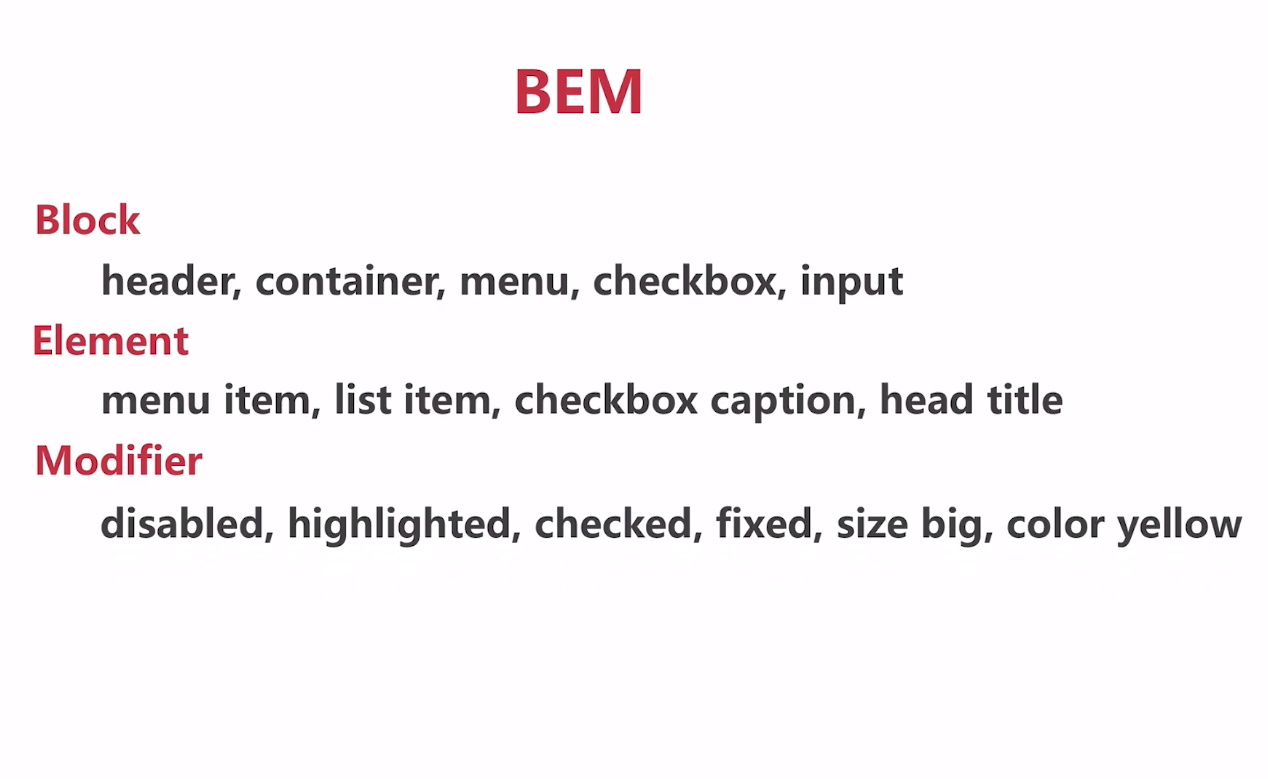 BEM
Block
header, container, menu, checkbox, input
Element
menu item, list item, checkbox caption, head title
Modifier
disabled, highlighted, checked, fixed, size big, color yellow